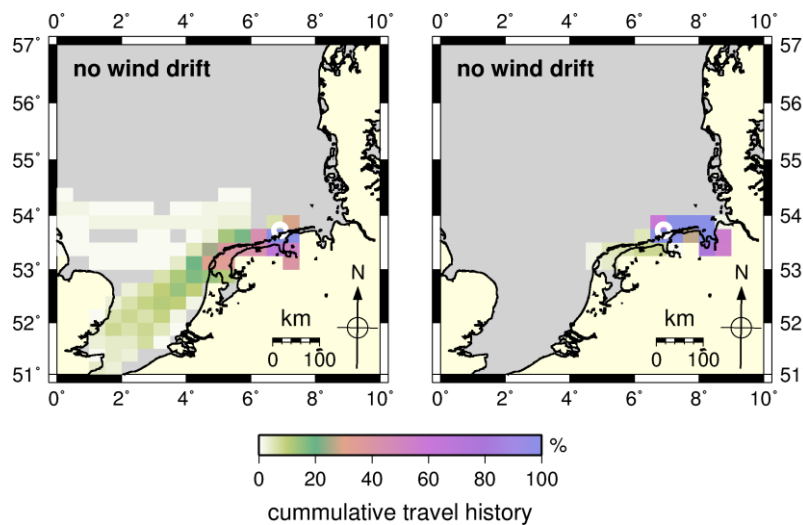 0° 2° 4° 6° 8° 10° 0° 2° 4° 6° 8° 10°
57° 57°
no wind drift no wind drift
56° 56°
55° 55°
54° 54°
53° 53°
N N
52° km km 52°
0 100 0 100
51° 51°
0° 2° 4° 6° 8° 10° 0° 2° 4° 6° 8° 10°
%
0 20 40 60 80 100
cummulative travel history